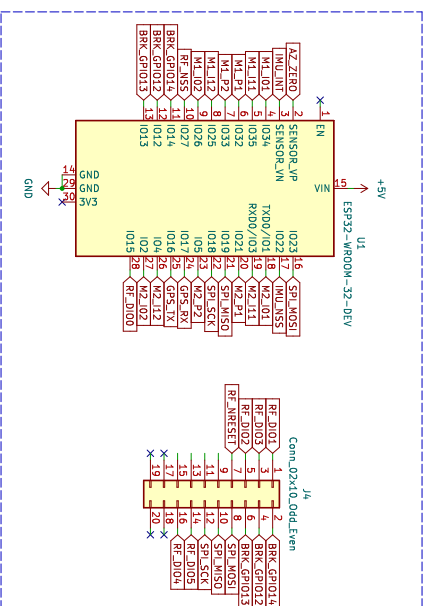 +5V
U1
ESP32-WROOM-32-DEV
15
VIN
1
EN
AZ_ZERO
2
SENSOR_VP
IO23
16
SPI_MOSI
IMU_INT
3
SENSOR_VN
IO22
17
IMU_NSS
M1_IO1
4
IO34
TXD0/IO1
18
M2_IO1
M1_I11
5
IO35
RXD0/IO3
19
M2_I11
M1_P1
6
IO32
IO21
20
M2_P1
M1_P2
7
IO33
IO19
21
SPI_MISO
M1_I12
8
IO25
IO18
22
SPI_SCK
M1_IO2
9
IO26
IO5
23
M2_P2
RF_NSS
10
IO27
IO17
24
GPS_RX
BRK_GPIO14
11
IO14
IO16
25
GPS_TX
BRK_GPIO12
12
IO12
IO4
26
M2_I12
BRK_GPIO13
13
IO13
IO2
27
M2_IO2
IO15
28
RF_DIO0
GND
14
GND
29
3V3
30
GND
J4
Conn_02x10_Odd_Even
RF_DIO1
1
2
BRK_GPIO14
RF_DIO3
3
4
BRK_GPIO12
RF_DIO2
5
6
BRK_GPIO13
RF_NRESET
7
8
SPI_MOSI
9
10
SPI_MISO
11
12
SPI_SCK
13
14
RF_DIO5
15
16
RF_DIO4
17
18
19
20